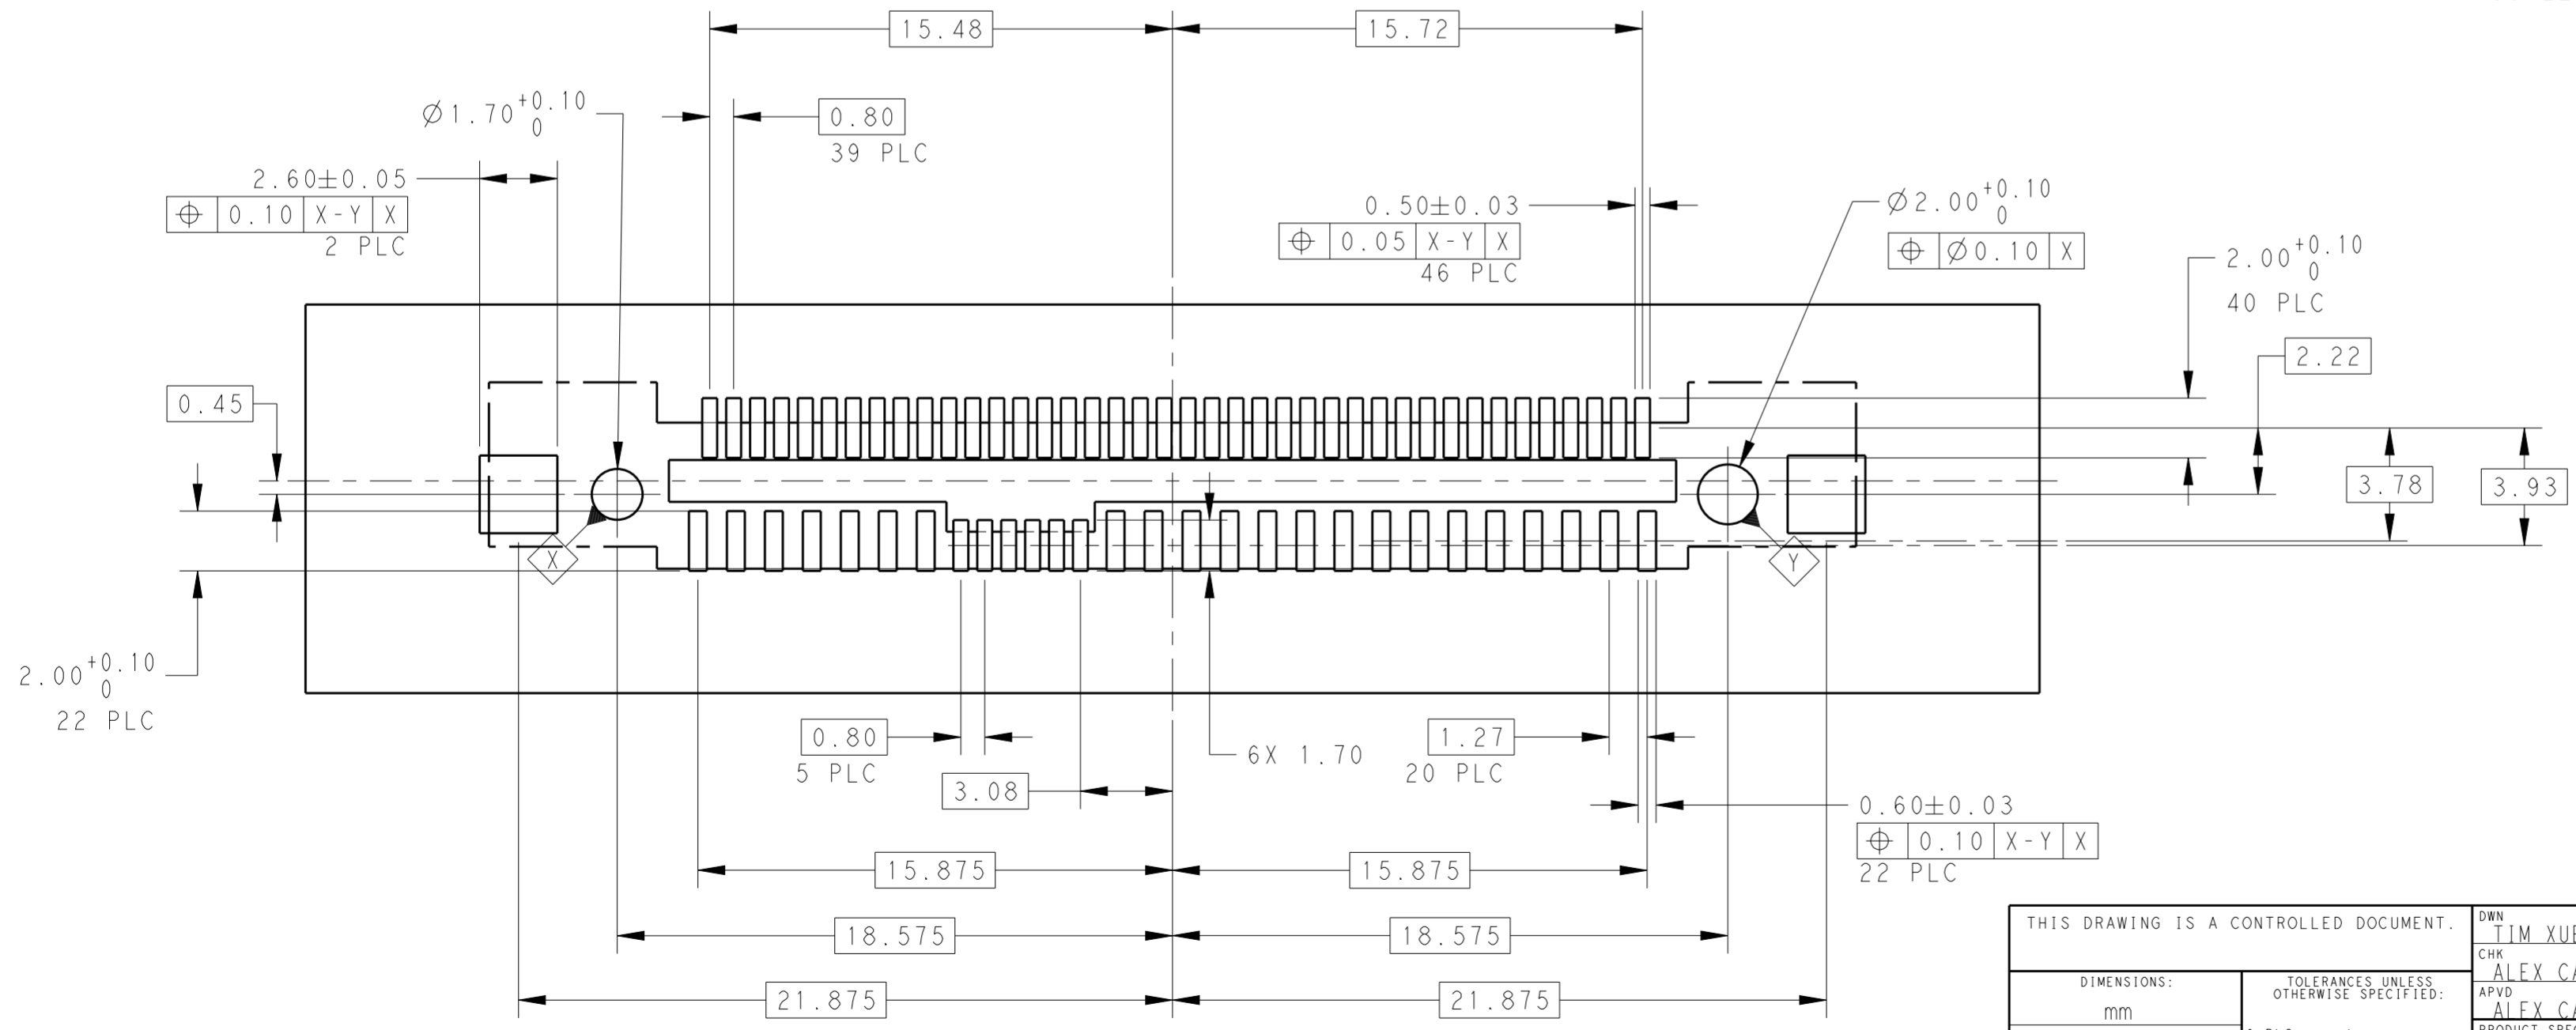 15.48
15.72
Ø1.70 +0.10 0
0.80
39 PLC
2.60±0.05
⌖ 0.10 X-Y X
2 PLC
0.50±0.03
⌖ 0.05 X-Y X
46 PLC
Ø2.00 +0.10 0
⌖ Ø0.10 X
2.00 +0.10 0
40 PLC
2.22
0.45
3.78
3.93
X
Y
2.00 +0.10 0
22 PLC
0.80
5 PLC
6X 1.70
1.27
20 PLC
3.08
0.60±0.03
⌖ 0.10 X-Y X
22 PLC
15.875
15.875
18.575
18.575
21.875
21.875
THIS DRAWING IS A CONTROLLED DOCUMENT.
DWN
TIM
CHK
ALEX
DIMENSIONS:
mm
TOLERANCES UNLESS
OTHERWISE SPECIFIED:
APVD
ALEX